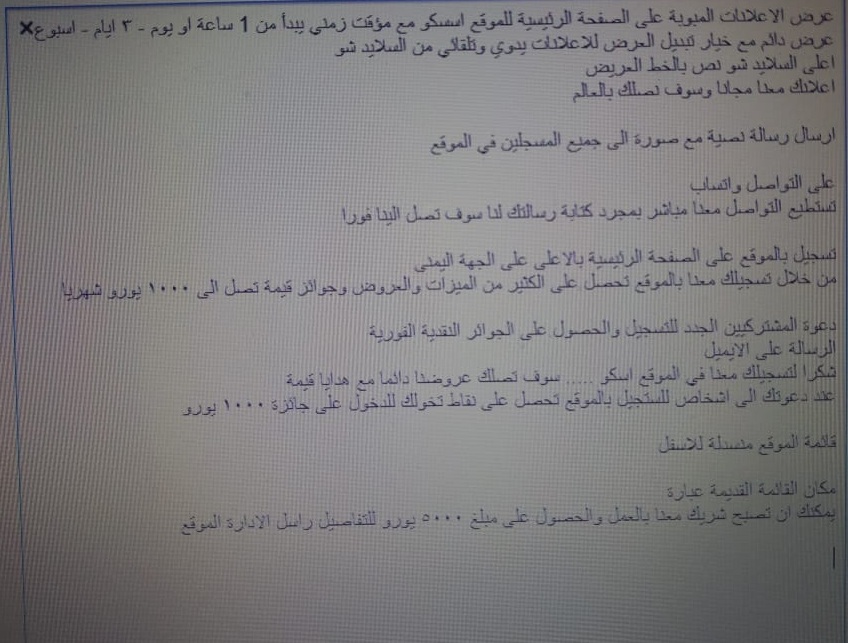 عرض الاعلانات المبوبة على الصفحة الرئيسية للموقع اسسكو مع مؤقت زمني يبدأ من 1 ساعة او يوم - ٣ ايام - اسبوع×
عرض دائم مع خيار تبديل العرض للاعلانات يدوي وتلقائي من السلايد شو
اعلى السلايد شو نص بالخط العريض
اعلانك معنا مجانا وسوف نصلك بالعالم
ارسال رسالة نصية مع صورة الى جميع المسجلين في الموقع
على التواصل واتساب
تستطيع التواصل معنا مباشر بمجرد كتابة رسالتك لنا سوف تصل الينا فورا
تسجيل بالموقع على الصفحة الرئيسية بالاعلى على الجهة اليمنى
من خلال تسجيلك معنا بالموقع تحصل على الكثير من الميزات والعروض وجوائز قيمة تصل الى ١٠٠٠ يورو شهريا
دعوة المشتركيين الجدد للتسجيل والحصول على الجوائز النقدية الفورية
الرسالة على الايميل
شكرا لتسجيلك معنا في الموقع اسكو ..... سوف تصلك عروضنا دائما مع هدايا قيمة
عند دعوتك الى اشخاص للستجيل بالموقع تحصل على نقاط تخولك للدخول على جائزة ١٠٠٠ يورو
قائمة الموقع منسدلة للاسفل
مكان القائمة القديمة عبارة
يمكنك ان تصبح شريك معنا بالعمل والحصول على مبلغ ٥٠٠٠ يورو للتفاصيل راسل الادارة الموقع